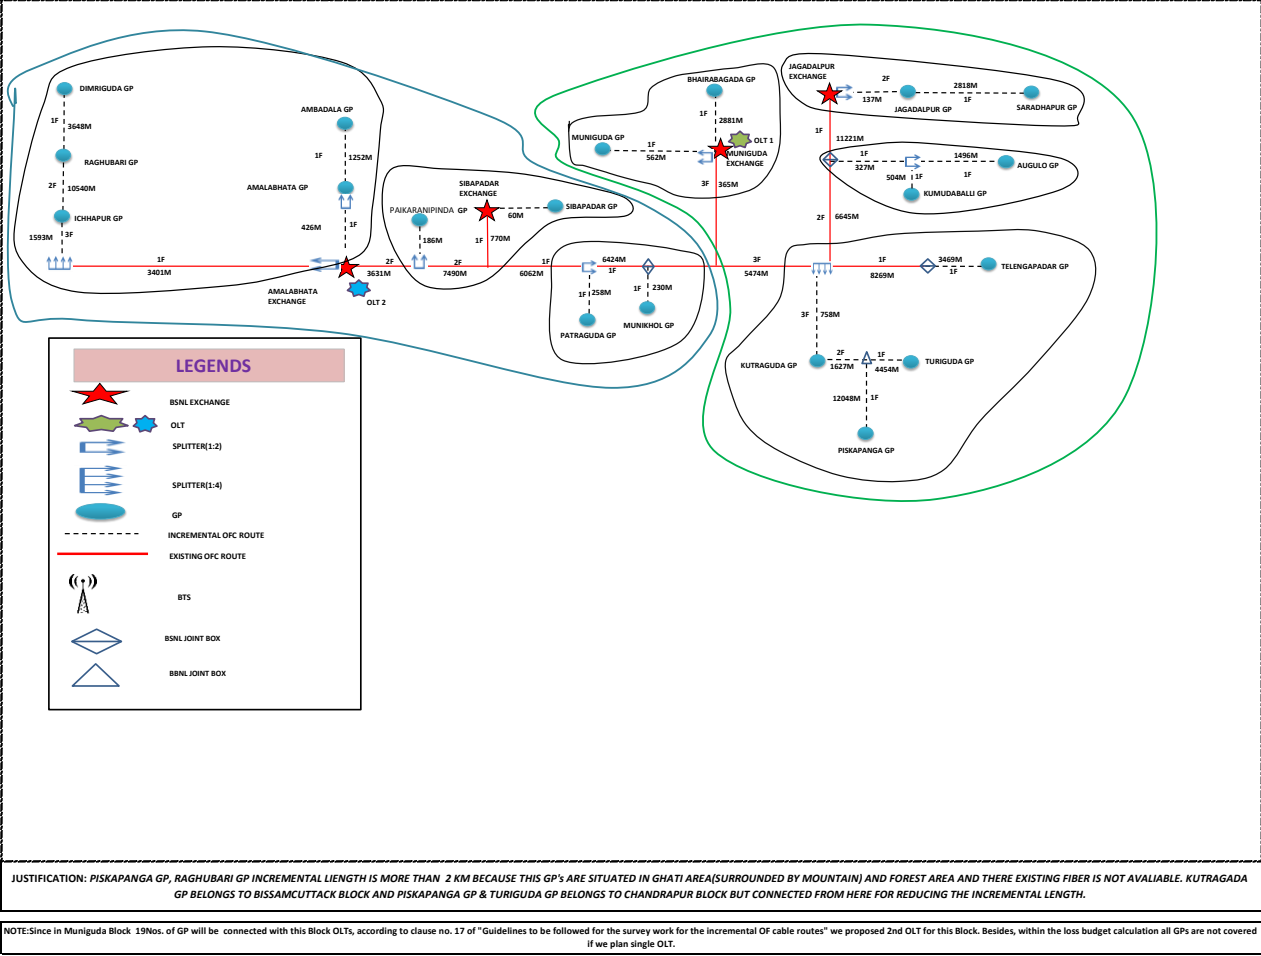 DIMRIGUDA GP
1F
3648M
RAGHUBARI GP
2F
10540M
ICHHAPUR GP
1593M
3F
1F
3401M
AMBADALA GP
1F
1252M
AMALABHATA GP
426M
1F
AMALABHATA
EXCHANGE
OLT 2
2F
3631M
PAIKARANIPINDA GP
186M
SIBAPADAR
EXCHANGE
60M
SIBAPADAR GP
1F
770M
2F
7490M
1F
6062M
6424M
1F
1F
258M
PATRAGUDA GP
1F
230M
MUNIKHOL GP
BHAIRABAGADA GP
1F
2881M
MUNIGUDA GP
1F
562M
OLT 1
MUNIGUDA
EXCHANGE
3F
365M
3F
5474M
JAGADALPUR
EXCHANGE
2F
137M
JAGADALPUR GP
2818M
1F
SARADHAPUR GP
1F
11221M
1F
327M
1496M
1F
AUGULO GP
504M
1F
KUMUDABALLI GP
2F
6645M
1F
8269M
3469M
1F
TELENGAPADAR GP
3F
758M
KUTRAGUDA GP
2F
1627M
1F
4454M
TURIGUDA GP
12048M
1F
PISKAPANGA GP
LEGENDS
BSNL EXCHANGE
OLT
SPLITTER(1:2)
SPLITTER(1:4)
GP
INCREMENTAL OFC ROUTE
EXISTING OFC ROUTE
BTS
BSNL JOINT BOX
BBNL JOINT BOX
JUSTIFICATION: PISKAPANGA GP, RAGHUBARI GP INCREMENTAL LIENGTH IS MORE THAN 2 KM BECAUSE THIS GP's ARE SITUATED IN GHATI AREA(SURROUNDED BY MOUNTAIN) AND FOREST AREA AND THERE EXISTING FIBER IS NOT AVALIABLE. KUTRAGADA
GP BELONGS TO BISSAMCUTTACK BLOCK AND PISKAPANGA GP & TURIGUDA GP BELONGS TO CHANDRAPUR BLOCK BUT CONNECTED FROM HERE FOR REDUCING THE INCREMENTAL LENGTH.
NOTE:Since in Muniguda Block 19Nos. of GP will be connected with this Block OLTs, according to clause no. 17 of "Guidelines to be followed for the survey work for the incremental OF cable routes" we proposed 2nd OLT for this Block. Besides, within the loss budget calculation all GPs are not covered
if we plan single OLT.